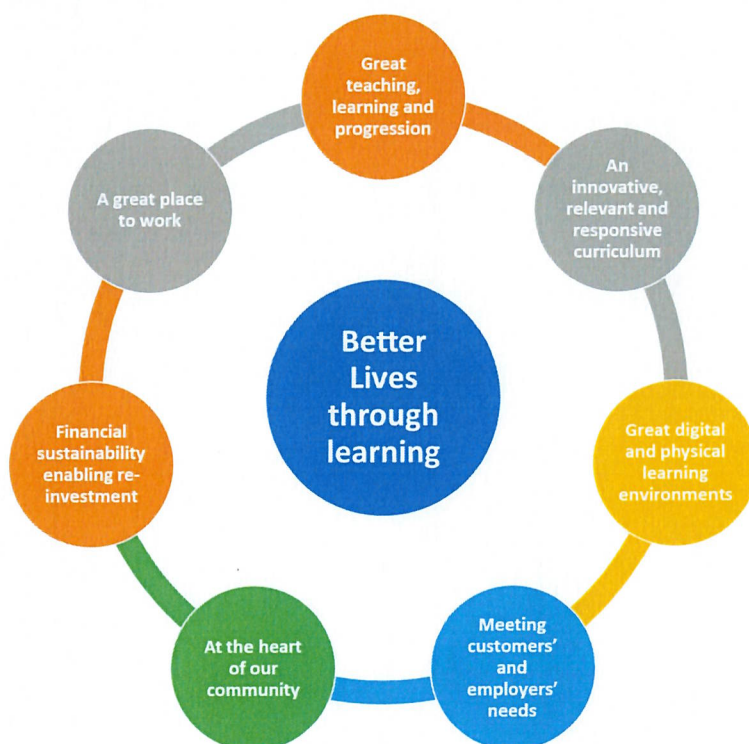 Great
teaching,
learning and
progression
An
innovative,
relevant and
responsive
curriculum
Great digital
and physical
learning
environments
Meeting
customers’
and
employers’
needs
At the heart
of our
community
Financial
sustainability
enabling re-
investment
A great place
to work
Better
Lives
through
learning